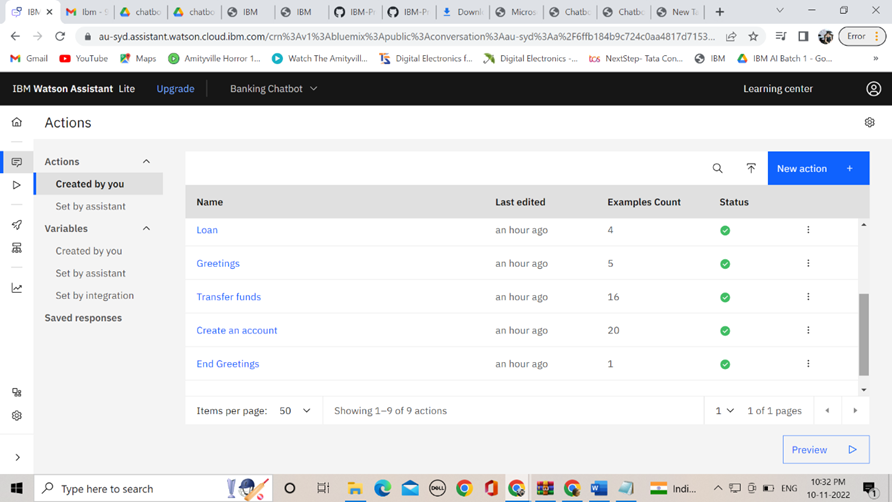 IBM
Ibm - S
chatbo
chatbo
IBM
IBM
IBM-Pr
IBM-Pr
Downl
Micros
Chatbo
Chatbo
New Ta
au-syd.assistant.watson.cloud.ibm.com/crn%3Av1%3Abluemix%3Apublic%3Aconversation%3Aau-syd%3Aa%2F6ffb184b9c724c0aa4817d7153...
Error
Gmail
YouTube
Maps
Amityville Horror 1...
Watch The Amityvill...
Digital Electronics f...
Digital Electronics -...
NextStep- Tata Con...
IBM
IBM AI Batch 1 - Go...
»
IBM Watson Assistant Lite
Upgrade
Banking Chatbot
Learning center
Actions
Actions
Created by you
Set by assistant
Variables
Created by you
Set by assistant
Set by integration
Saved responses
New action +
Name Last edited Examples Count Status
Loan an hour ago 4
Greetings an hour ago 5
Transfer funds an hour ago 16
Create an account an hour ago 20
End Greetings an hour ago 1
Items per page: 50 Showing 1–9 of 9 actions 1 1 of 1 pages
Preview
Type here to search
DELL
Indi...
ENG
10:32 PM
10-11-2022
1